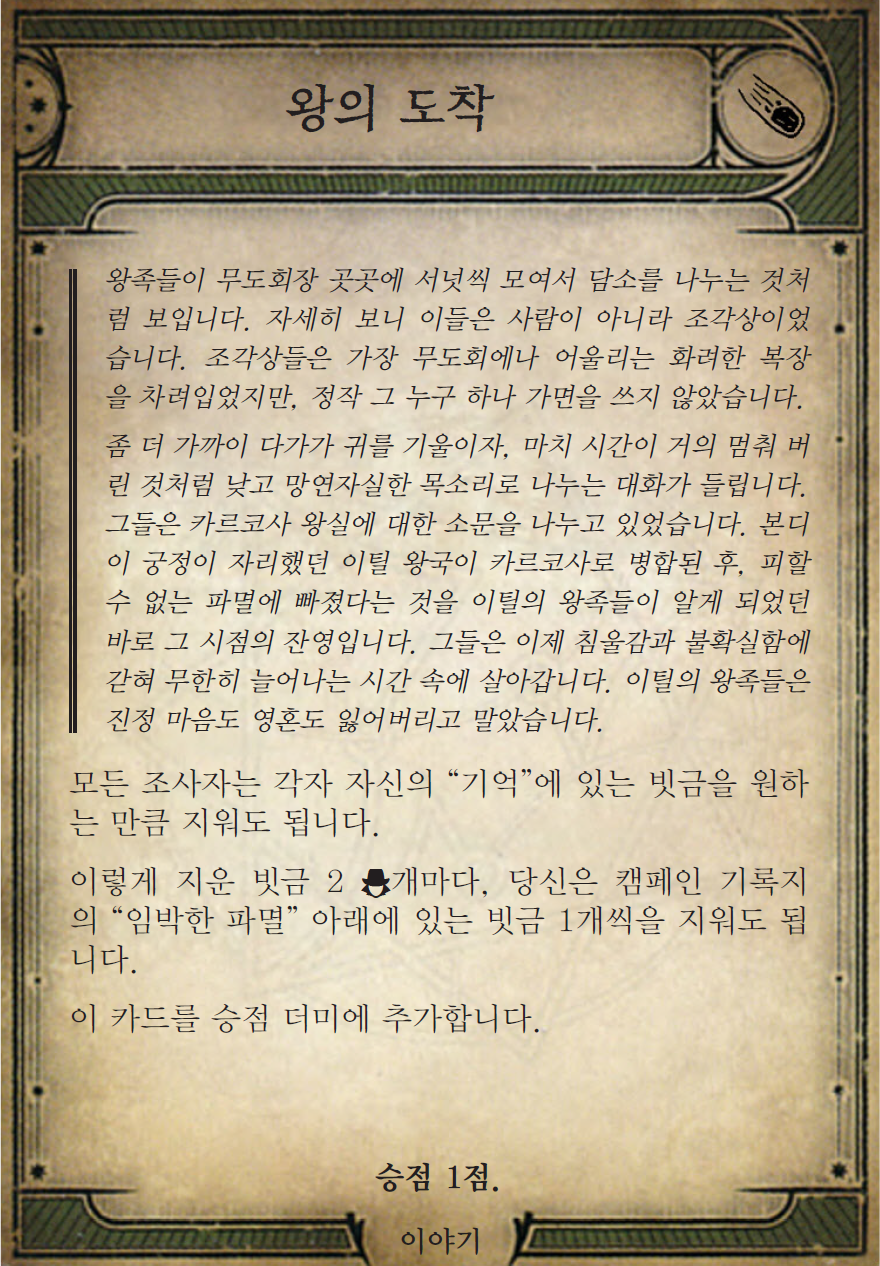 왕의 도착
왕족들이 무도회장 곳곳에 서넛씩 모여서 담소를 나누는 것처
럼 보입니다. 자세히 보니 이들은 사람이 아니라 조각상이었
습니다. 조각상들은 가장 무도회에나 어울리는 화려한 복장
을 차려입었지만, 정작 그 누구 하나 가면을 쓰지 않았습니다.
좀 더 가까이 다가가 귀를 기울이자, 마치 시간이 거의 멈춰 버
린 것처럼 낮고 망연자실한 목소리로 나누는 대화가 들립니다.
그들은 카르코사 왕실에 대한 소문을 나누고 있었습니다. 본디
이 궁정이 자리했던 이틸 왕국이 카르코사로 병합된 후, 피할
수 없는 파멸에 빠졌다는 것을 이틸의 왕족들이 알게 되었던
바로 그 시점의 잔영입니다. 그들은 이제 침울감과 불확실함에
갇혀 무한히 늘어나는 시간 속에 살아갑니다. 이틸의 왕족들은
진정 마음도 영혼도 잃어버리고 말았습니다.
모든 조사자는 각자 자신의 “기억”에 있는 빗금을 원하
는 만큼 지워도 됩니다.
이렇게 지운 빗금 2 개마다, 당신은 캠페인 기록지
의 “임박한 파멸” 아래에 있는 빗금 1개씩을 지워도 됩
니다.
이 카드를 승점 더미에 추가합니다.
승점 1점.
이야기